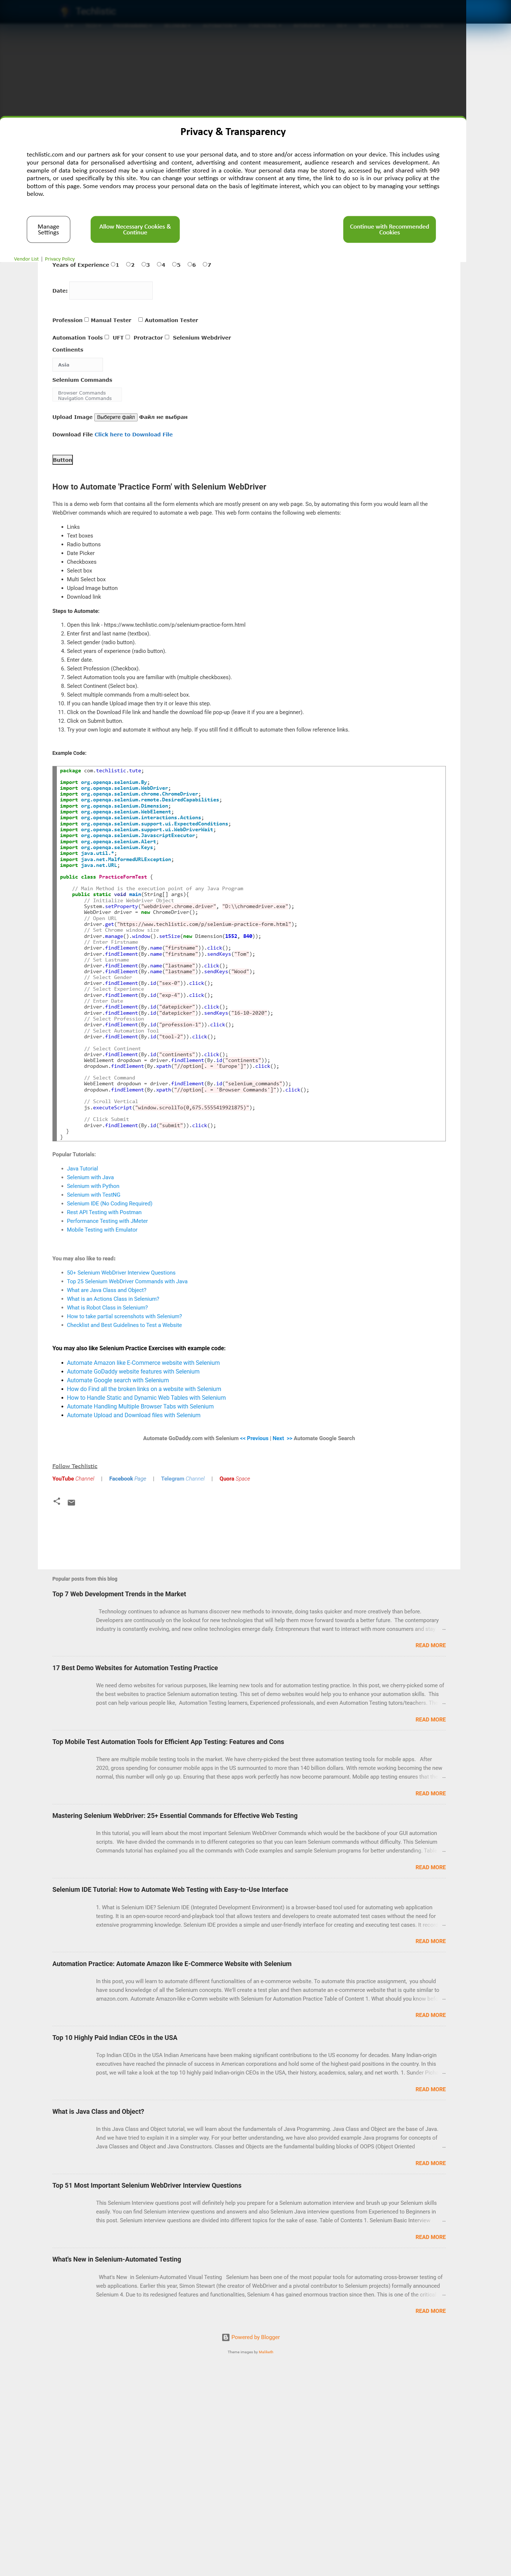 Techlistic
Privacy & Transparency
techlistic.com and our partners ask for your consent to use your personal data, and to store and/or access information on your device. This includes using your personal data for personalised advertising and content, advertising and content measurement, audience research and services development. An example of data being processed may be a unique identifier stored in a cookie. Your personal data may be stored by, accessed by, and shared with 949 partners, or used specifically by this site. You can change your settings or withdraw consent at any time, the link to do so is in our privacy policy at the bottom of this page. Some vendors may process your personal data on the basis of legitimate interest, which you can object to by managing your settings below.
Manage Settings
Allow Necessary Cookies & Continue
Continue with Recommended Cookies
Vendor List | Privacy Policy
Years of Experience 1 2 3 4 5 6 7
Date:
Profession Manual Tester Automation Tester
Automation Tools UFT Protractor Selenium Webdriver
Continents
Asia
Selenium Commands
Browser Commands
Navigation Commands
Upload Image Выберите файл Файл не выбран
Download File Click here to Download File
Button
How to Automate 'Practice Form' with Selenium WebDriver
This is a demo web form that contains all the form elements which are mostly present on any web page. So, by automating this form you would learn all the
WebDriver commands which are required to automate a web page. This web form contains the following web elements:
Links
Text boxes
Radio buttons
Date Picker
Checkboxes
Select box
Multi Select box
Upload Image button
Download link
Steps to Automate:
1. Open this link - https://www.techlistic.com/p/selenium-practice-form.html
2. Enter first and last name (textbox).
3. Select gender (radio button).
4. Select years of experience (radio button).
5. Enter date.
6. Select Profession (Checkbox).
7. Select Automation tools you are familiar with (multiple checkboxes).
8. Select Continent (Select box).
9. Select multiple commands from a multi-select box.
10. If you can handle Upload image then try it or leave this step.
11. Click on the Download File link and handle the download file pop-up (leave it if you are a beginner).
12. Click on Submit button.
13. Try your own logic and automate it without any help. If you still find it difficult to automate then follow reference links.
Example Code:
package com.techlistic.tute;
import org.openqa.selenium.By;
import org.openqa.selenium.WebDriver;
import org.openqa.selenium.chrome.ChromeDriver;
import org.openqa.selenium.remote.DesiredCapabilities;
import org.openqa.selenium.Dimension;
import org.openqa.selenium.WebElement;
import org.openqa.selenium.interactions.Actions;
import org.openqa.selenium.support.ui.ExpectedConditions;
import org.openqa.selenium.support.ui.WebDriverWait;
import org.openqa.selenium.JavascriptExecutor;
import org.openqa.selenium.Alert;
import org.openqa.selenium.Keys;
import java.util.*;
import java.net.MalformedURLException;
import java.net.URL;
public class PracticeFormTest {
// Main Method is the execution point of any Java Program
public static void main(String[] args){
// Initialize WebDriver Object
System.setProperty("webdriver.chrome.driver", "D:\\chromedriver.exe");
WebDriver driver = new ChromeDriver();
// Open URL
driver.get("https://www.techlistic.com/p/selenium-practice-form.html");
// Set Chrome window size
driver.manage().window().setSize(new Dimension(1552, 840));
// Enter Firstname
driver.findElement(By.name("firstname")).click();
driver.findElement(By.name("firstname")).sendKeys("Tom");
// Set Lastname
driver.findElement(By.name("lastname")).click();
driver.findElement(By.name("lastname")).sendKeys("Wood");
// Select Gender
driver.findElement(By.id("sex-0")).click();
// Select Experience
driver.findElement(By.id("exp-4")).click();
// Enter Date
driver.findElement(By.id("datepicker")).click();
driver.findElement(By.id("datepicker")).sendKeys("16-10-2020");
// Select Profession
driver.findElement(By.id("profession-1")).click();
// Select Automation Tool
driver.findElement(By.id("tool-2")).click();
// Select Continent
driver.findElement(By.id("continents")).click();
WebElement dropdown = driver.findElement(By.id("continents"));
dropdown.findElement(By.xpath("//option[. = 'Europe']")).click();
// Select Command
WebElement dropdown = driver.findElement(By.id("selenium_commands"));
dropdown.findElement(By.xpath("//option[. = 'Browser Commands']")).click();
// Scroll Vertical
js.executeScript("window.scrollTo(0,675.5555419921875)");
// Click Submit
driver.findElement(By.id("submit")).click();
}
}
Popular Tutorials:
Java Tutorial
Selenium with Java
Selenium with Python
Selenium with TestNG
Selenium IDE (No Coding Required)
Rest API Testing with Postman
Performance Testing with JMeter
Mobile Testing with Emulator
You may also like to read:
50+ Selenium WebDriver Interview Questions
Top 25 Selenium WebDriver Commands with Java
What are Java Class and Object?
What is an Actions Class in Selenium?
What is Robot Class in Selenium?
How to take partial screenshots with Selenium?
Checklist and Best Guidelines to Test a Website
You may also like Selenium Practice Exercises with example code:
Automate Amazon like E-Commerce website with Selenium
Automate GoDaddy website features with Selenium
Automate Google search with Selenium
How do Find all the broken links on a website with Selenium
How to Handle Static and Dynamic Web Tables with Selenium
Automate Handling Multiple Browser Tabs with Selenium
Automate Upload and Download files with Selenium
Automate GoDaddy.com with Selenium << Previous | Next >> Automate Google Search
Follow Techlistic
YouTube Channel | Facebook Page | Telegram Channel | Quora Space
Popular posts from this blog
Top 7 Web Development Trends in the Market
Technology continues to advance as humans discover new methods to innovate, doing tasks quicker and more creatively than before.
Developers are continuously on the lookout for new technologies that will help them move forward towards a better future. The contemporary
industry is constantly evolving, and new online technologies emerge daily. Entrepreneurs that want to interact with more consumers and
READ MORE
17 Best Demo Websites for Automation Testing Practice
We need demo websites for various purposes, like learning new tools and for automation testing practice. In this post, we cherry-picked some of
the best websites to practice Selenium automation testing. This set of demo websites would help you to enhance your automation skills. This
post can help various people like, Automation Testing learners, Experienced professionals, and even Automation Testing tutors/teachers.
READ MORE
Top Mobile Test Automation Tools for Efficient App Testing: Features and Cons
There are multiple mobile testing tools in the market. We have cherry-picked the best three automation testing tools for mobile apps. After
2020, gross spending for consumer mobile apps in the US surmounted to more than 140 billion dollars. With remote working becoming the new
normal, this number will only go up. Ensuring that these apps work perfectly has now become paramount. Mobile app testing ensures
READ MORE
Mastering Selenium WebDriver: 25+ Essential Commands for Effective Web Testing
In this tutorial, you will learn about the most important Selenium WebDriver Commands which would be the backbone of your GUI automation
scripts. We have divided the commands in to different categories so that you can learn Selenium commands without difficulty. This Selenium
Commands tutorial has explained you all the commands with Code examples and sample Selenium programs for better understanding.
READ MORE
Selenium IDE Tutorial: How to Automate Web Testing with Easy-to-Use Interface
1. What is Selenium IDE? Selenium IDE (Integrated Development Environment) is a browser-based tool used for automating web application
testing. It is an open-source record-and-playback tool that allows testers and developers to create automated test cases without the need for
extensive programming knowledge. Selenium IDE provides a simple and user-friendly interface for creating and executing test cases. It
READ MORE
Automation Practice: Automate Amazon like E-Commerce Website with Selenium
In this post, you will learn to automate different functionalities of an e-commerce website. To automate this practice assignment, you should
have sound knowledge of all the Selenium concepts. We'll create a test plan and then automate an e-commerce website that is quite similar to
amazon.com. Automate Amazon-like e-Comm website with Selenium for Automation Practice Table of Content 1. What should you know
READ MORE
Top 10 Highly Paid Indian CEOs in the USA
Top Indian CEOs in the USA Indian Americans have been making significant contributions to the US economy for decades. Many Indian-origin
executives have reached the pinnacle of success in American corporations and hold some of the highest-paid positions in the country. In this
post, we will take a look at the top 10 highly paid Indian-origin CEOs in the USA, their history, academics, salary, and net worth. 1. Sundar
READ MORE
What is Java Class and Object?
In this Java Class and Object tutorial, we will learn about the fundamentals of Java Programming. Java Class and Object are the base of Java.
And we have tried to explain it in a simpler way. For your better understanding, we have also provided sample Java programs for concepts of
Java Classes and Object and Java Constructors. Classes and Objects are the fundamental building blocks of OOPS (Object Oriented
READ MORE
Top 51 Most Important Selenium WebDriver Interview Questions
This Selenium Interview questions post will definitely help you prepare for a Selenium automation interview and brush up your Selenium skills
easily. You can find Selenium interview questions and answers and also Selenium Java interview questions from Experienced to Beginners in
this post. Selenium interview questions are divided into different topics for the sake of ease. Table of Contents 1. Selenium Basic Interview
READ MORE
What's New in Selenium-Automated Testing
What's New in Selenium-Automated Visual Testing Selenium has been one of the most popular tools for automating cross-browser testing of
web applications. Earlier this year, Simon Stewart (the creator of WebDriver and a pivotal contributor to Selenium projects) formally announced
Selenium 4. Due to its redesigned features and functionalities, Selenium 4 has gained enormous traction since then. This is one of the
READ MORE
Powered by Blogger
Theme images by